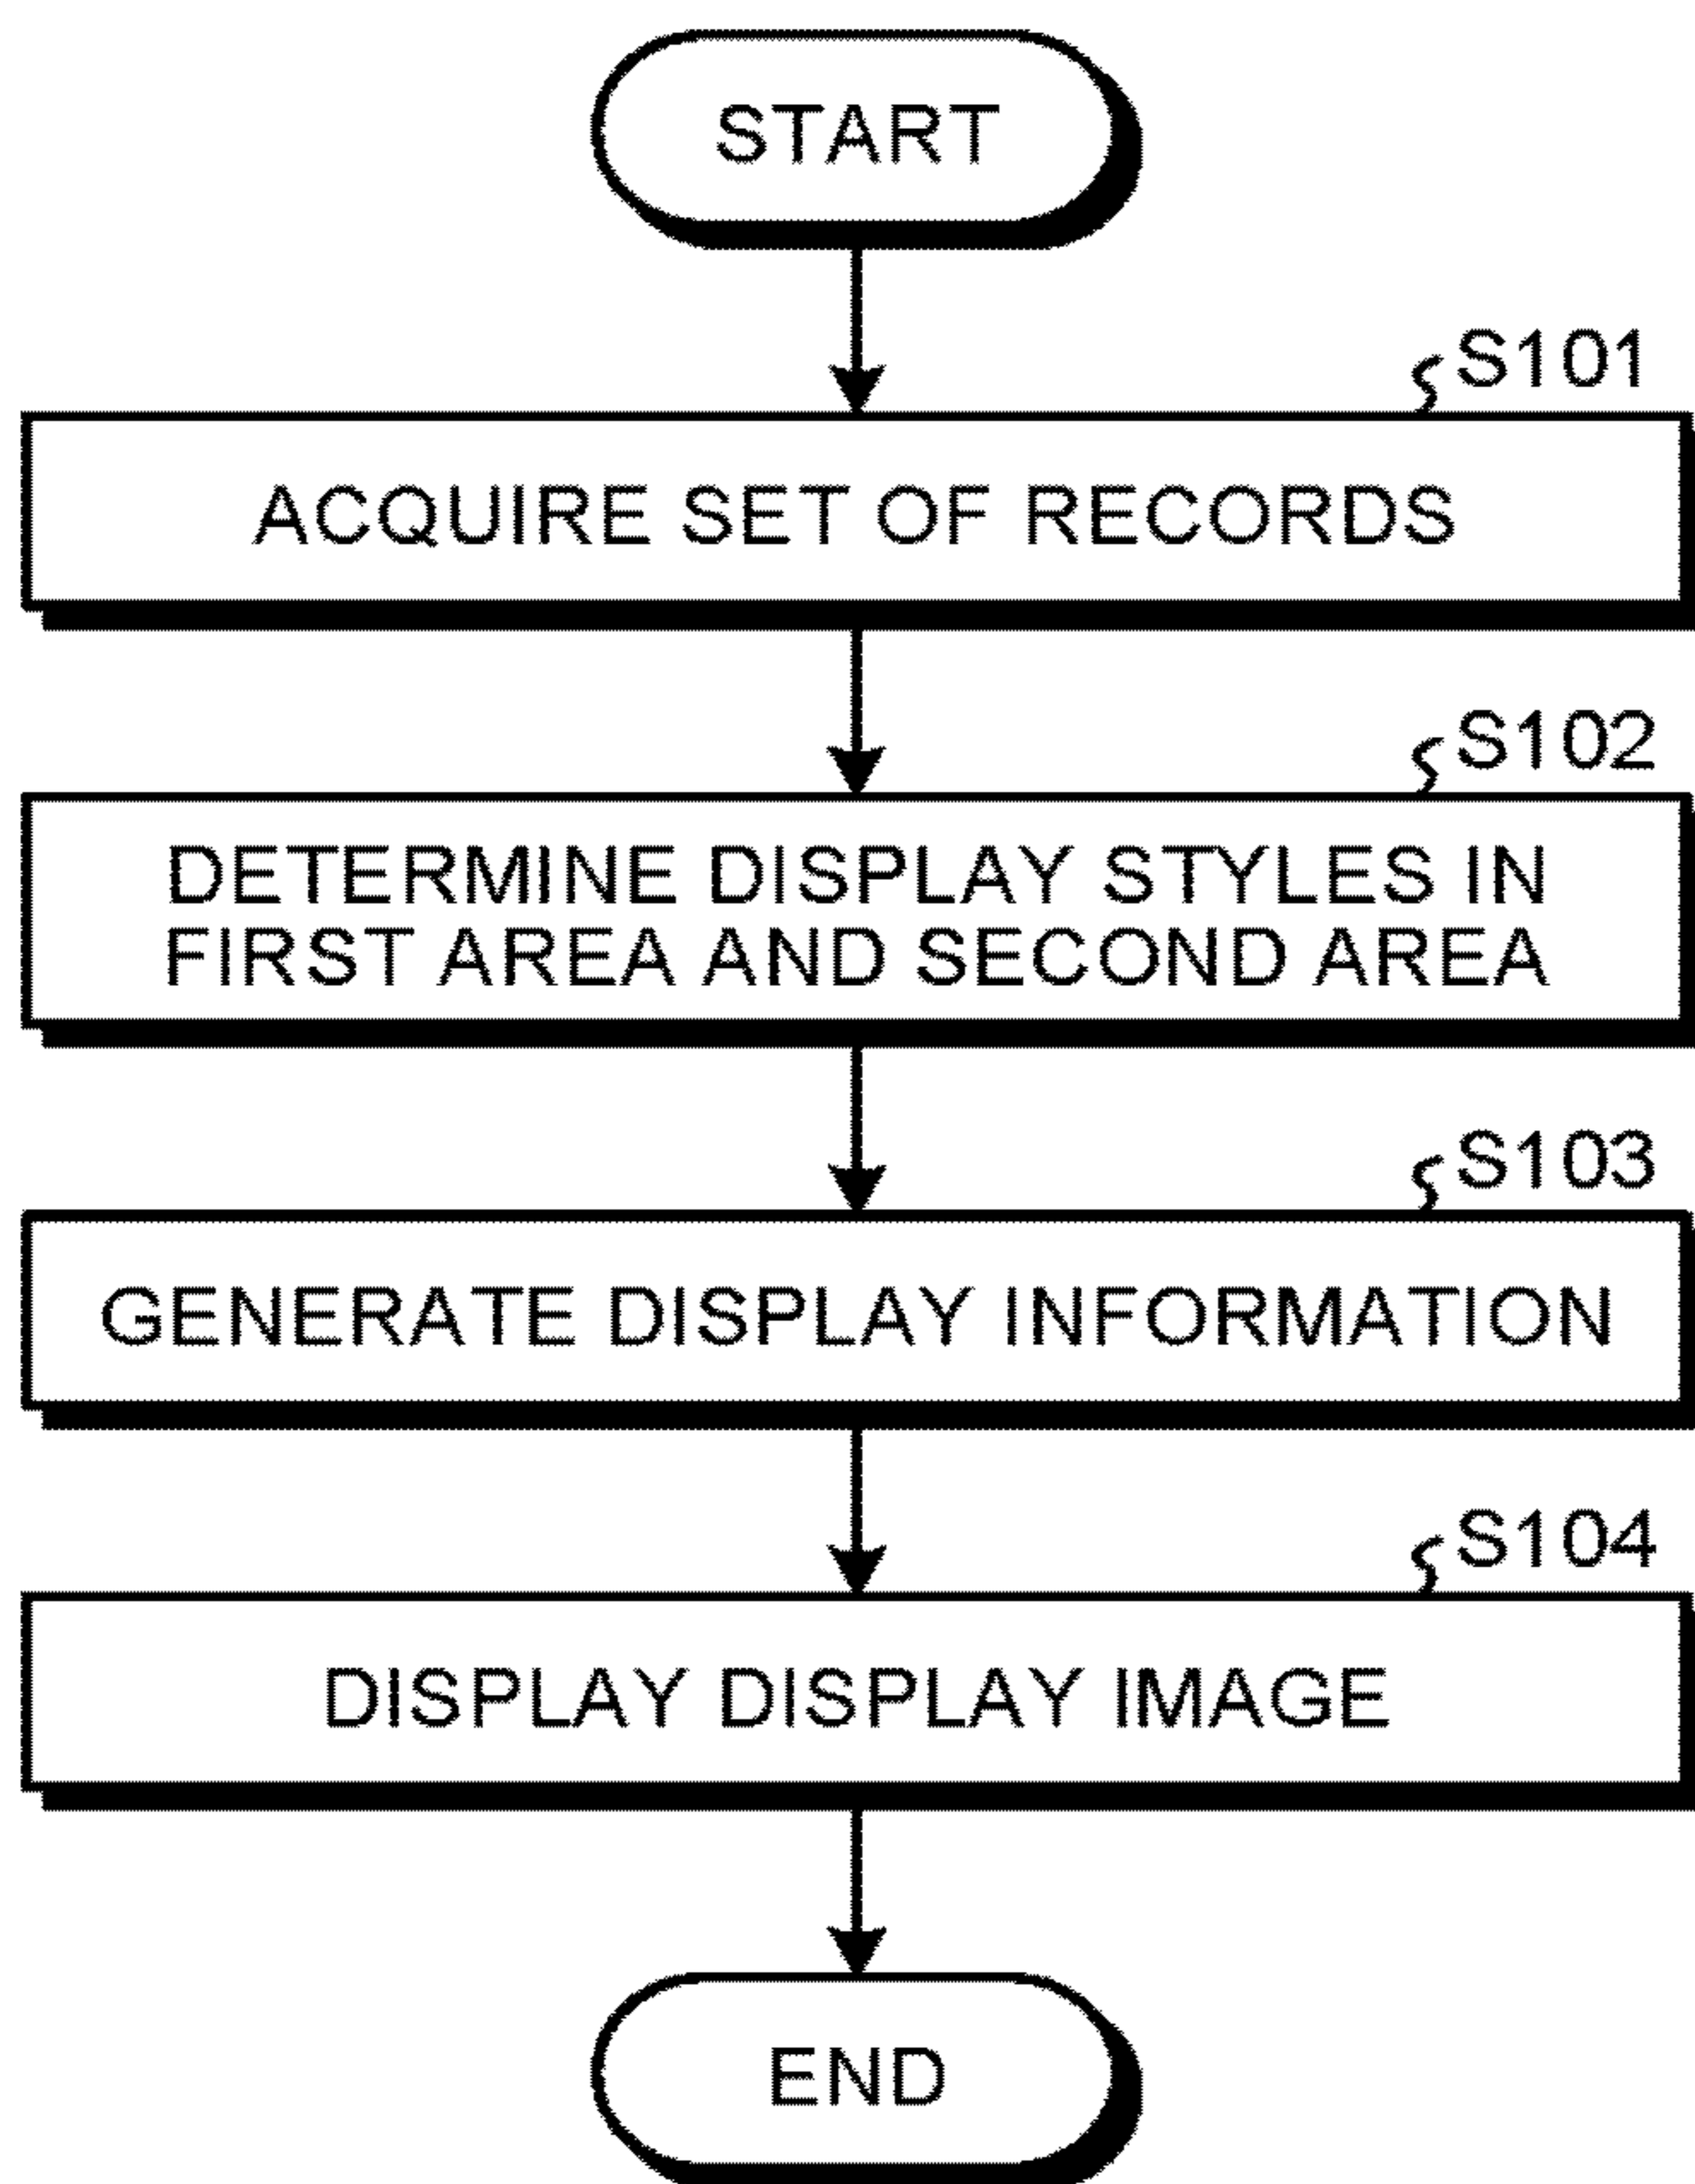 START
S101
ACQUIRE SET OF RECORDS
S102
DETERMINE DISPLAY STYLES IN
FIRST AREA AND SECOND AREA
S103
GENERATE DISPLAY INFORMATION
S104
DISPLAY DISPLAY IMAGE
END